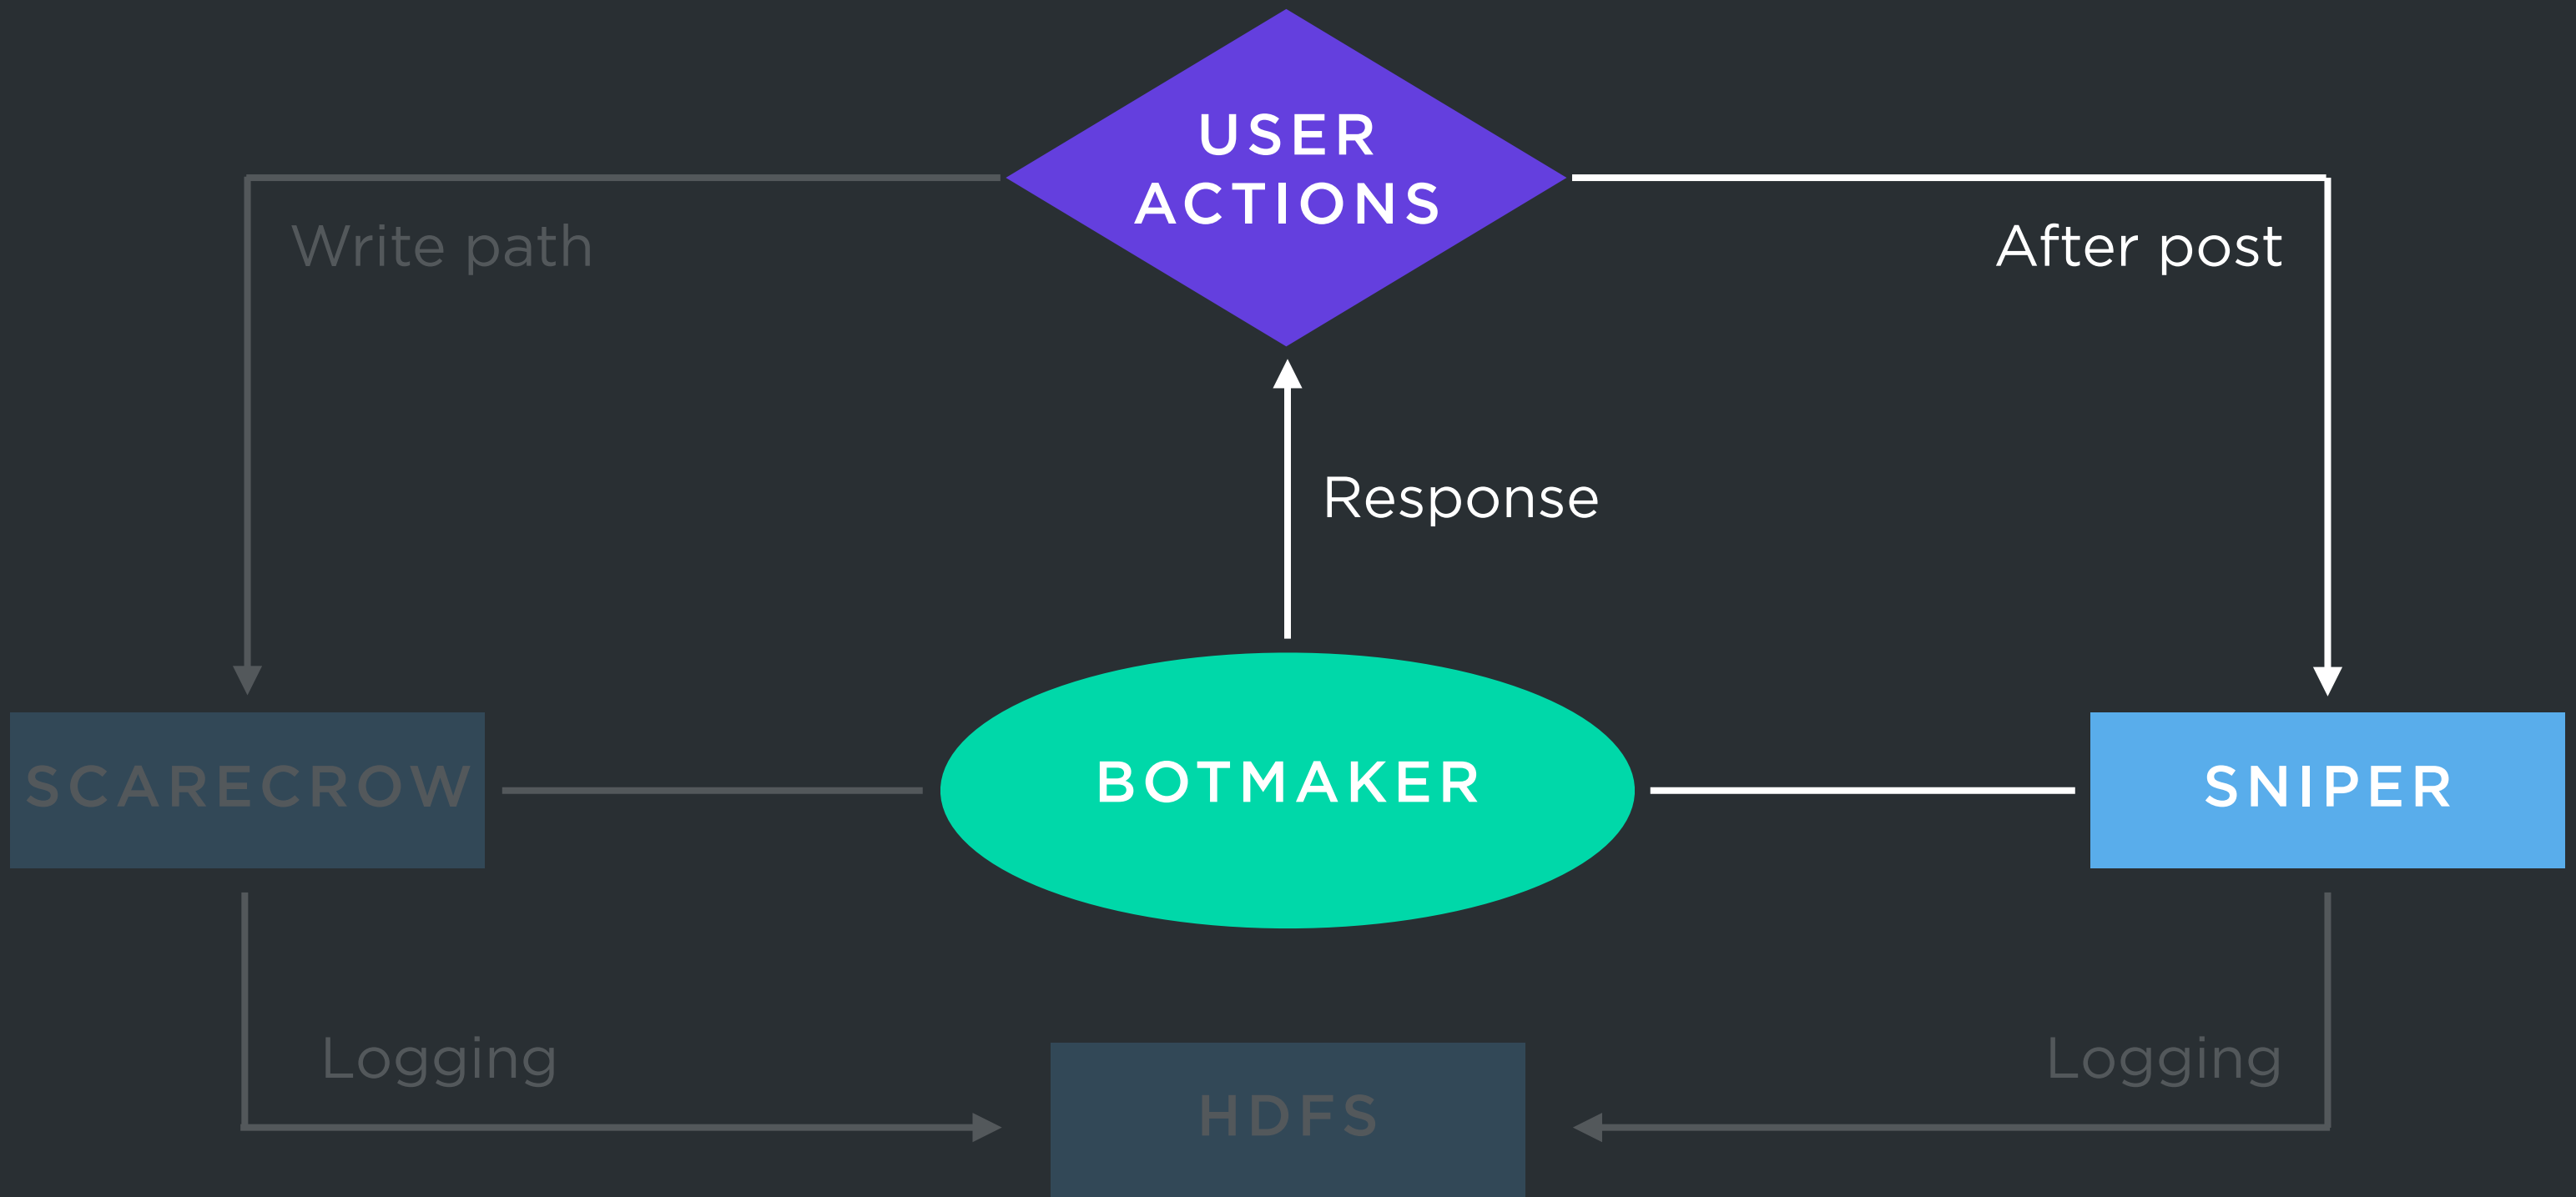 USER
ACTIONS
Write path
After post
Response
SCARECROW
BOTMAKER
SNIPER
Logging
Logging
HDFS